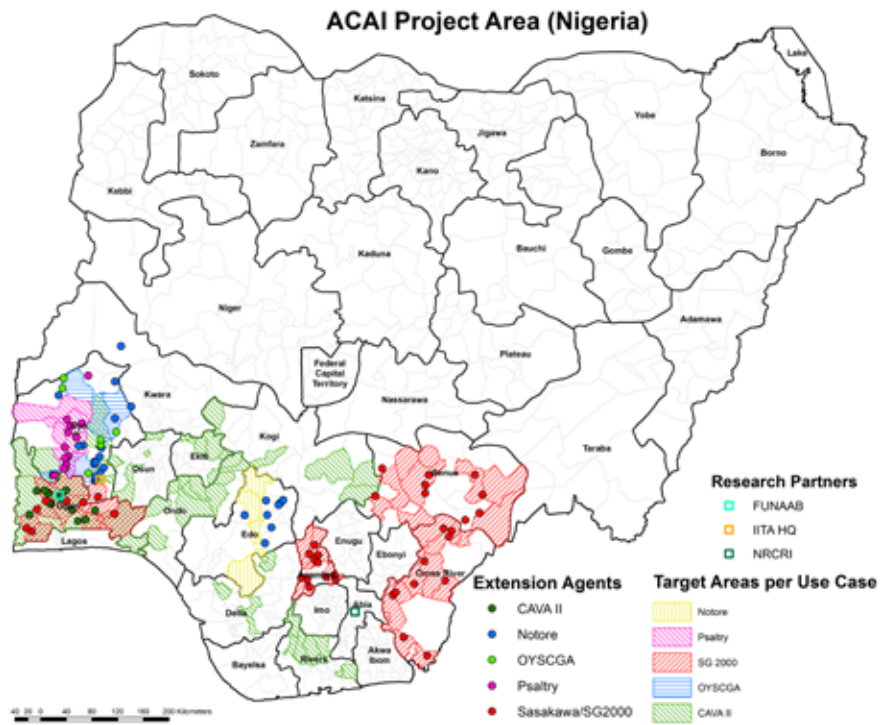 ACAI Project Area (Nigeria)
Lake
Sokoto
Katsina
Yobe
Jigawa
Zamfara
Borno
Kano
Kebbi
Kaduna
Bauchi
Gombe
Niger
Adamawa
Plateau
Federal
Capital
Territory
Kwara
Nassarawa
Kogi
Taraba
Benue
Osun
Ekiti
Ondo
Edo
Enugu
Ebonyi
Lagos
Cross River
Delta
Imo
Abia
Rivers
Akwa
Ibom
Bayelsa
Research Partners
FUNAAB
IITA HQ
NRCRI
Extension Agents
CAVA II
Notore
OYSCGA
Psaltry
Sasakawa/SG2000
Target Areas per Use Case
Notore
Psaltry
SG 2000
OYSCGA
CAVA II
40 20 0 40 80 120 160 200 Kilometers